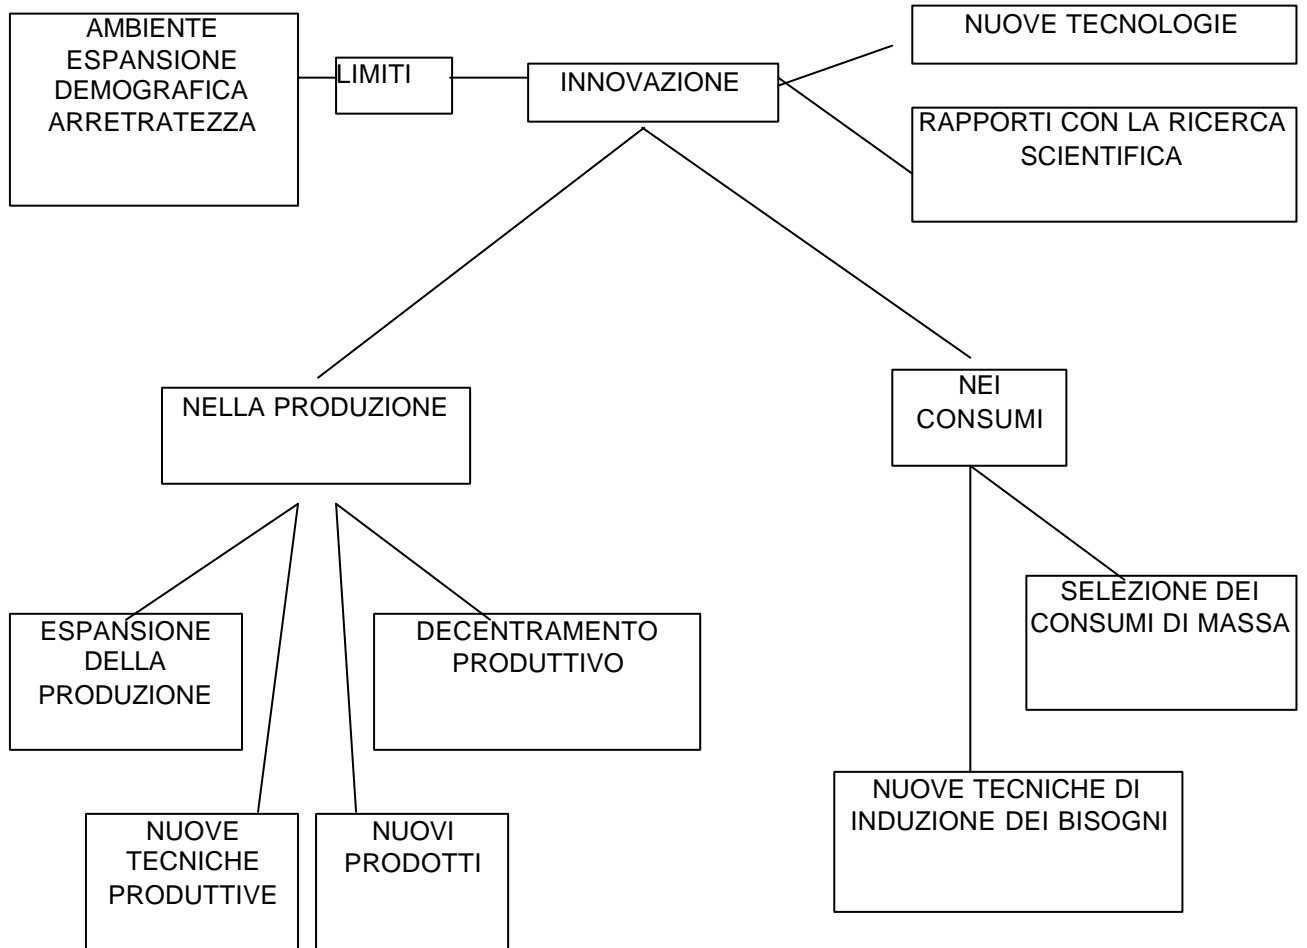 AMBIENTE
ESPANSIONE
DEMOGRAFICA
ARRETRATEZZA
LIMITI
INNOVAZIONE
NUOVE TECNOLOGIE
RAPPORTI CON LA RICERCA
SCIENTIFICA
NELLA PRODUZIONE
NEI
CONSUMI
ESPANSIONE
DELLA
PRODUZIONE
DECENTRAMENTO
PRODUTTIVO
SELEZIONE DEI
CONSUMI DI MASSA
NUOVE
TECNICHE
PRODUTTIVE
NUOVI
PRODOTTI
NUOVE TECNICHE DI
INDUZIONE DEI BISOGNI